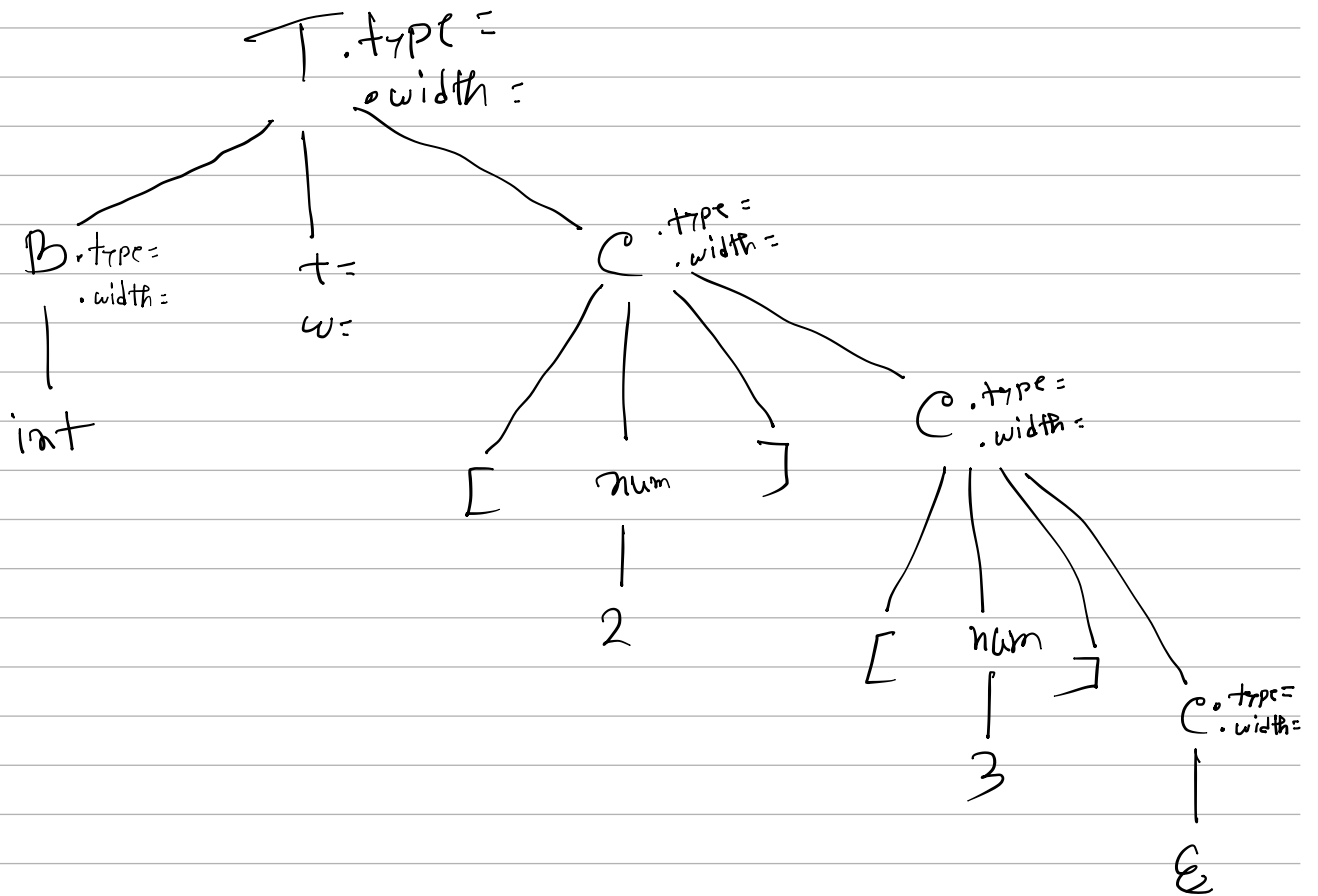 T .type =
.width =
B .type =
.width =
t =
w =
C .type =
.width =
int
[ num ]
2
C .type =
.width =
[ num ]
3
C .type =
.width =
ε